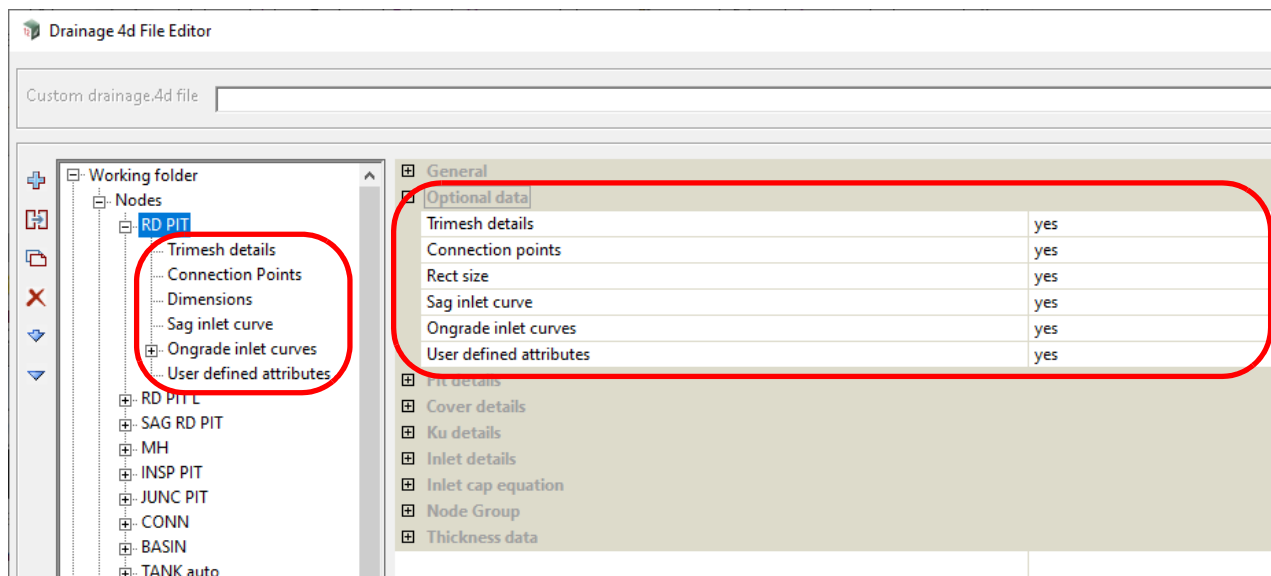 Drainage 4d File Editor
Custom drainage.4d file
Working folder
Nodes
RD PIT
Trimesh details
Connection Points
Dimensions
Sag inlet curve
Ongrade inlet curves
User defined attributes
RD PIT L
SAG RD PIT
MH
INSP PIT
JUNC PIT
CONN
BASIN
TANK auto
General
Optional data
Trimesh details yes
Connection points yes
Rect size yes
Sag inlet curve yes
Ongrade inlet curves yes
User defined attributes yes
Pit details
Cover details
Ku details
Inlet details
Inlet cap equation
Node Group
Thickness data